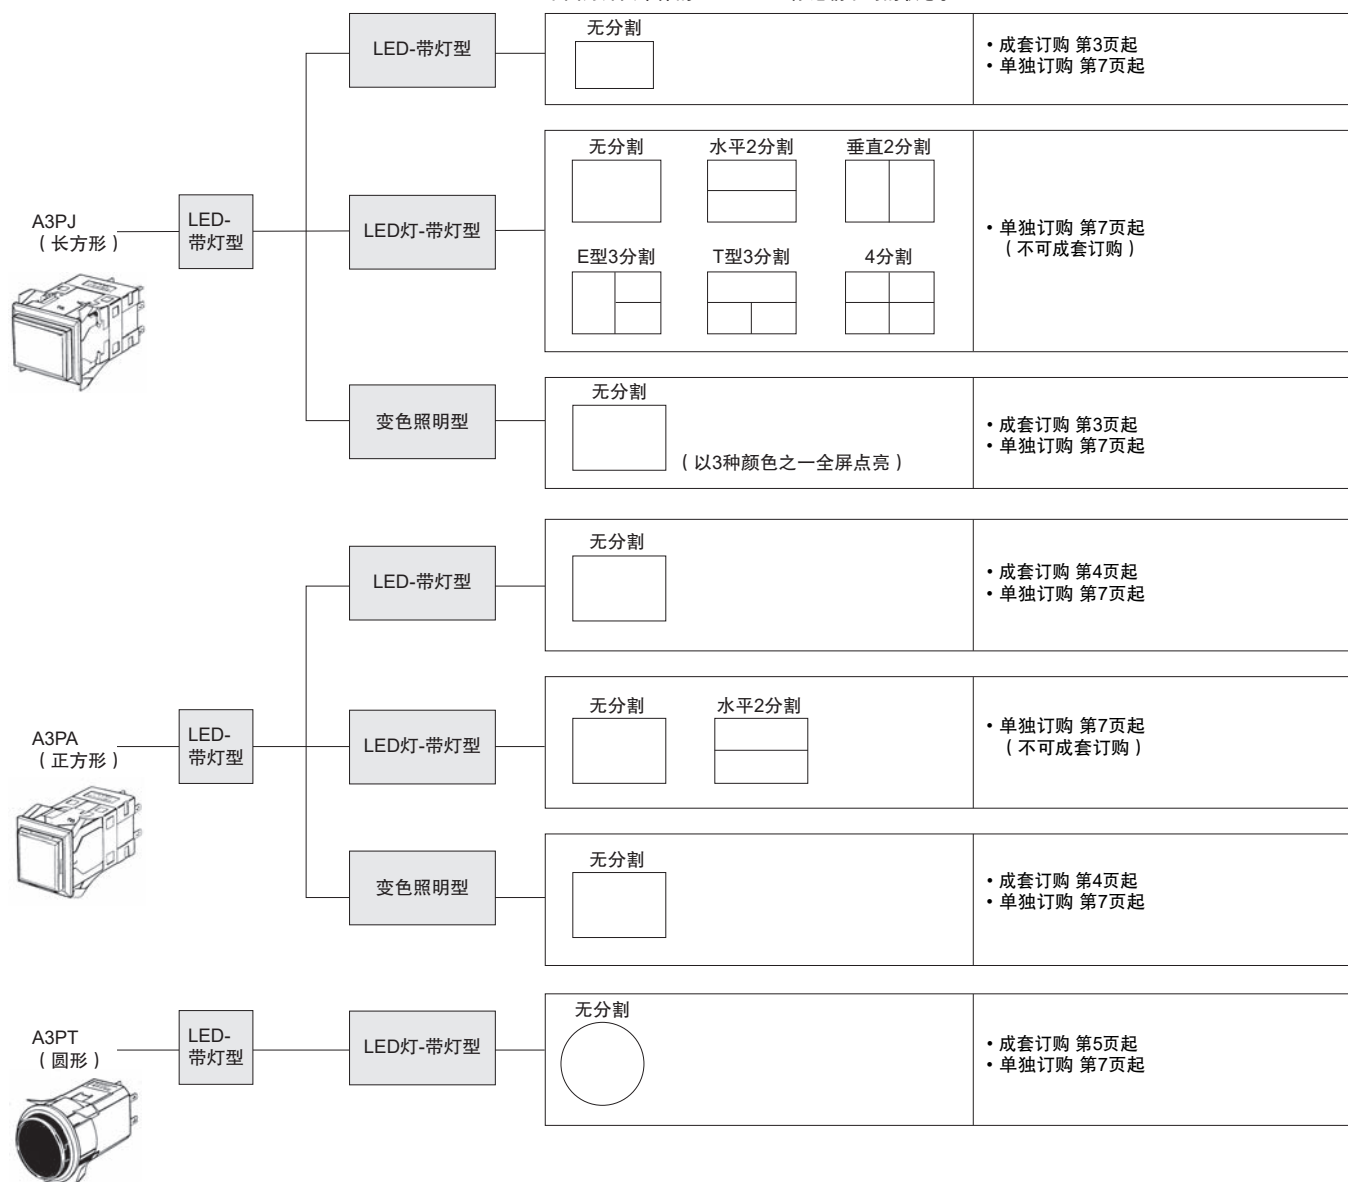 LED-带灯型
无分割
• 成套订购 第3页起
• 单独订购 第7页起
A3PJ
（长方形）
LED-
带灯型
LED灯-带灯型
无分割
水平2分割
垂直2分割
E型3分割
T型3分割
4分割
• 单独订购 第7页起
（不可成套订购）
变色照明型
无分割
（以3种颜色之一全屏点亮）
• 成套订购 第3页起
• 单独订购 第7页起
LED-带灯型
无分割
• 成套订购 第4页起
• 单独订购 第7页起
A3PA
（正方形）
LED-
带灯型
LED灯-带灯型
无分割
水平2分割
• 单独订购 第7页起
（不可成套订购）
变色照明型
无分割
• 成套订购 第4页起
• 单独订购 第7页起
A3PT
（圆形）
LED-
带灯型
LED灯-带灯型
无分割
• 成套订购 第5页起
• 单独订购 第7页起